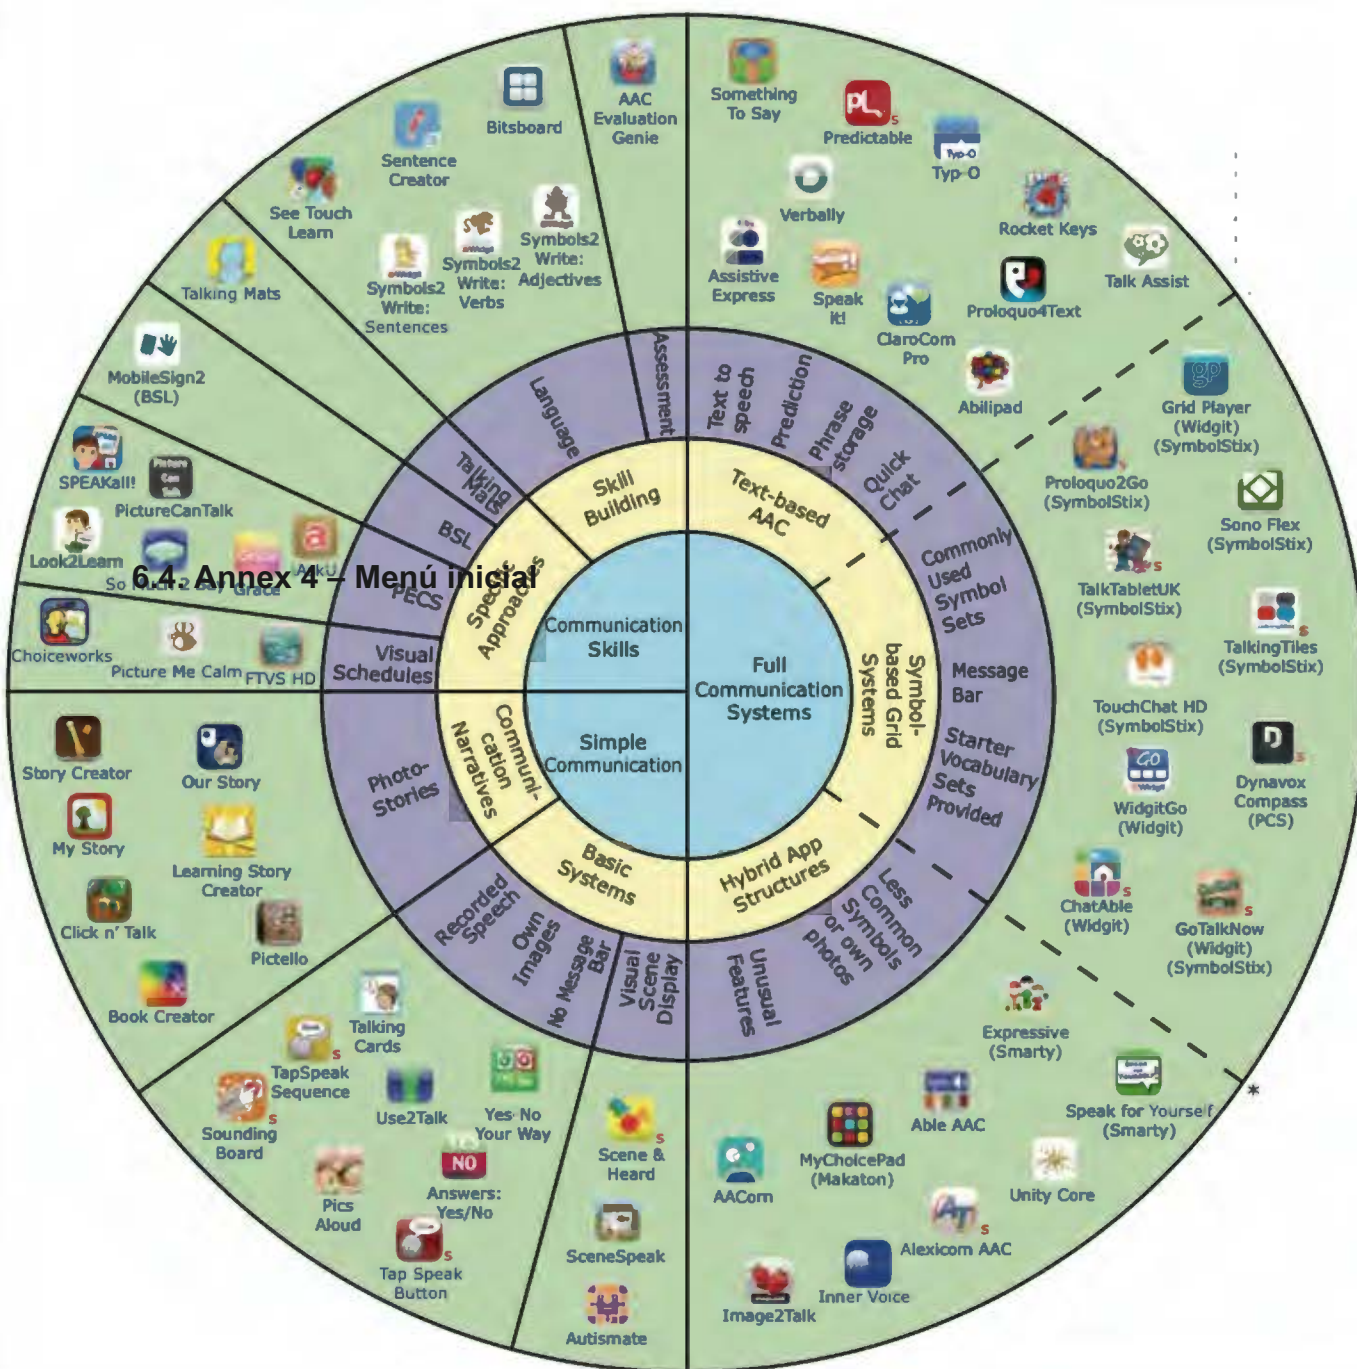 AAC
Evaluation
Genie
Bitsboard
Sentence
Creator
See Touch
Learn
Symbols2
Write:
Adjectives
Symbols2
Write:
Verbs
Symbols2
Write:
Sentences
Talking Mats
MobileSign2
(BSL)
SPEAKall!
PictureCanTalk
Look2Learn
So Much 2 Say
Grace
6.4. Annex 4 – Menú inicial
Choiceworks
Picture Me Calm
FTVS HD
Something
To Say
Predictable
Typ-O
Verbally
Rocket Keys
Talk Assist
Assistive
Express
Speak
It!
ClaroCom
Pro
Proloquo4Text
Abilipad
Grid Player
(Widgit)
(SymbolStix)
Proloquo2Go
(SymbolStix)
Sono Flex
(SymbolStix)
TalkTabletUK
(SymbolStix)
TalkingTiles
(SymbolStix)
TouchChat HD
(SymbolStix)
WidgitGo
(Widgit)
Dynavox
Compass
(PCS)
ChatAble
(Widgit)
GoTalkNow
(Widgit)
(SymbolStix)
Expressive
(Smarty)
Speak for Yourself
(Smarty)
*
Able AAC
MyChoicePad
(Makaton)
AACorn
Unity Core
Alexicom AAC
Inner Voice
Image2Talk
Scene &
Heard
SceneSpeak
Autismate
Talking
Cards
TapSpeak
Sequence
Use2Talk
Yes No
Your Way
Sounding
Board
Pics
Aloud
NO
Answers:
Yes/No
Tap Speak
Button
Story Creator
Our Story
My Story
Learning Story
Creator
Click n' Talk
Pictello
Book Creator
Assessment
Language
Talking
Mats
BSL
PECS
Visual
Schedules
Photo-
Stories
Recorded
Speech
Own
Images
No Message
Bar
Visual
Scene
Display
Text to
speech
Prediction
Phrase
storage
Quick
Chat
Commonly
Used
Symbol
Sets
Message
Bar
Starter
Vocabulary
Sets
Provided
Less
Common
Symbols
or own
photos
Unusual
Features
Skill
Building
Specific
Approaches
Communi-
cation
Narratives
Basic
Systems
Text-based
AAC
Symbol-
based Grid
Systems
Hybrid App
Structures
Communication
Skills
Simple
Communication
Full
Communication
Systems